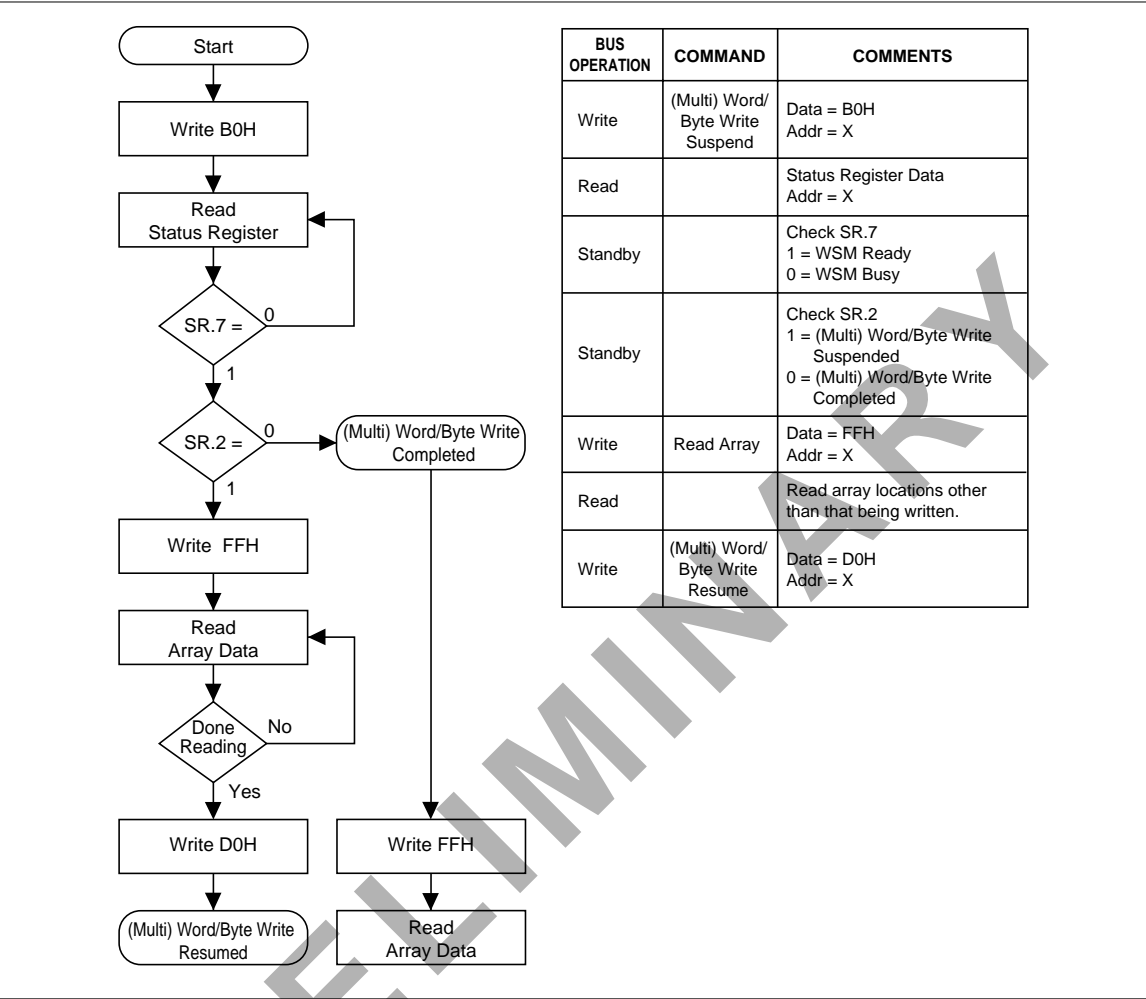 Start
Write B0H
Read
Status Register
SR.7 =
0
1
SR.2 =
0
1
(Multi) Word/Byte Write
Completed
Write FFH
Read
Array Data
Done
Reading
No
Yes
Write D0H
(Multi) Word/Byte Write
Resumed
Write FFH
Read
Array Data
BUS
OPERATION
COMMAND
COMMENTS
Write
(Multi) Word/
Byte Write
Suspend
Data = B0H
Addr = X
Read
Status Register Data
Addr = X
Standby
Check SR.7
1 = WSM Ready
0 = WSM Busy
Standby
Check SR.2
1 = (Multi) Word/Byte Write
Suspended
0 = (Multi) Word/Byte Write
Completed
Write
Read Array
Data = FFH
Addr = X
Read
Read array locations other
than that being written.
Write
(Multi) Word/
Byte Write
Resume
Data = D0H
Addr = X
ELIMINARY